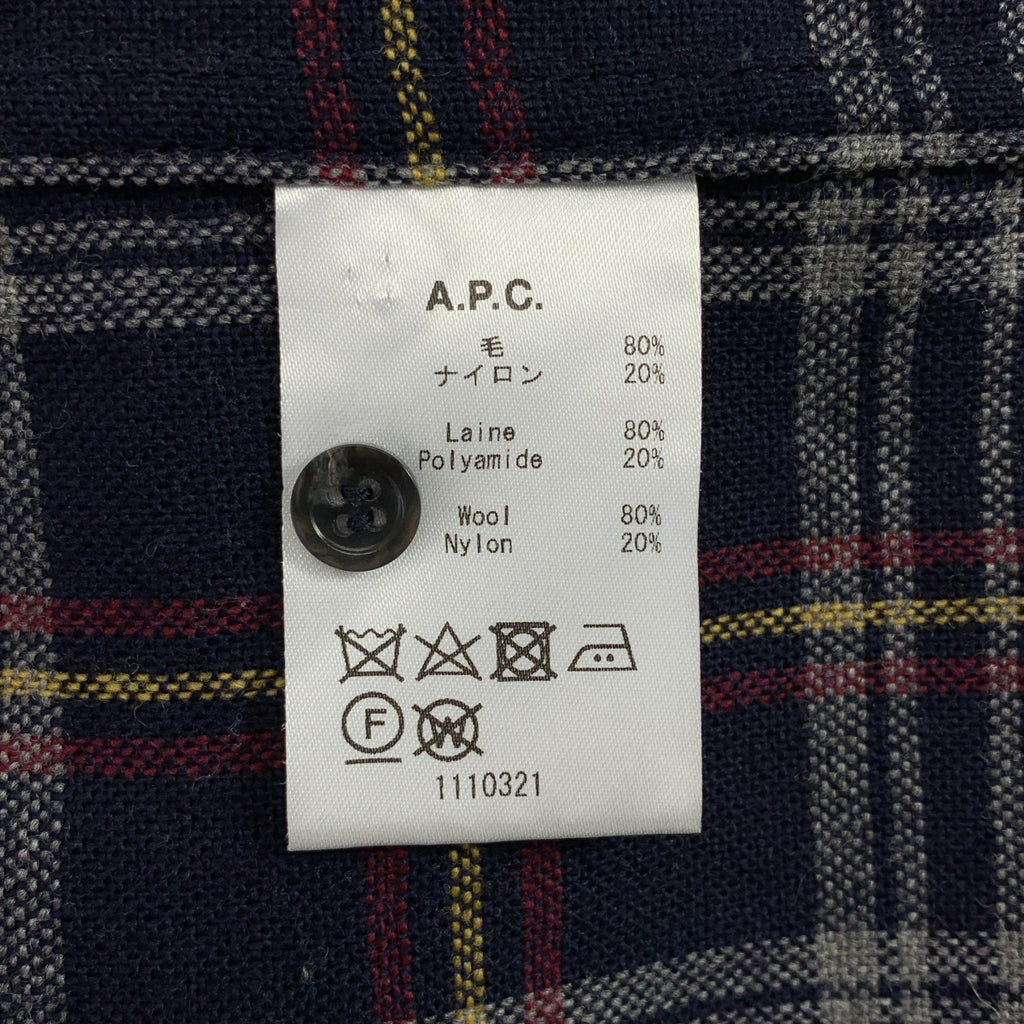 A.P.C.
毛 80%
ナイロン 20%
Laine 80%
Polyamide 20%
Wool 80%
Nylon 20%
F W
1110321